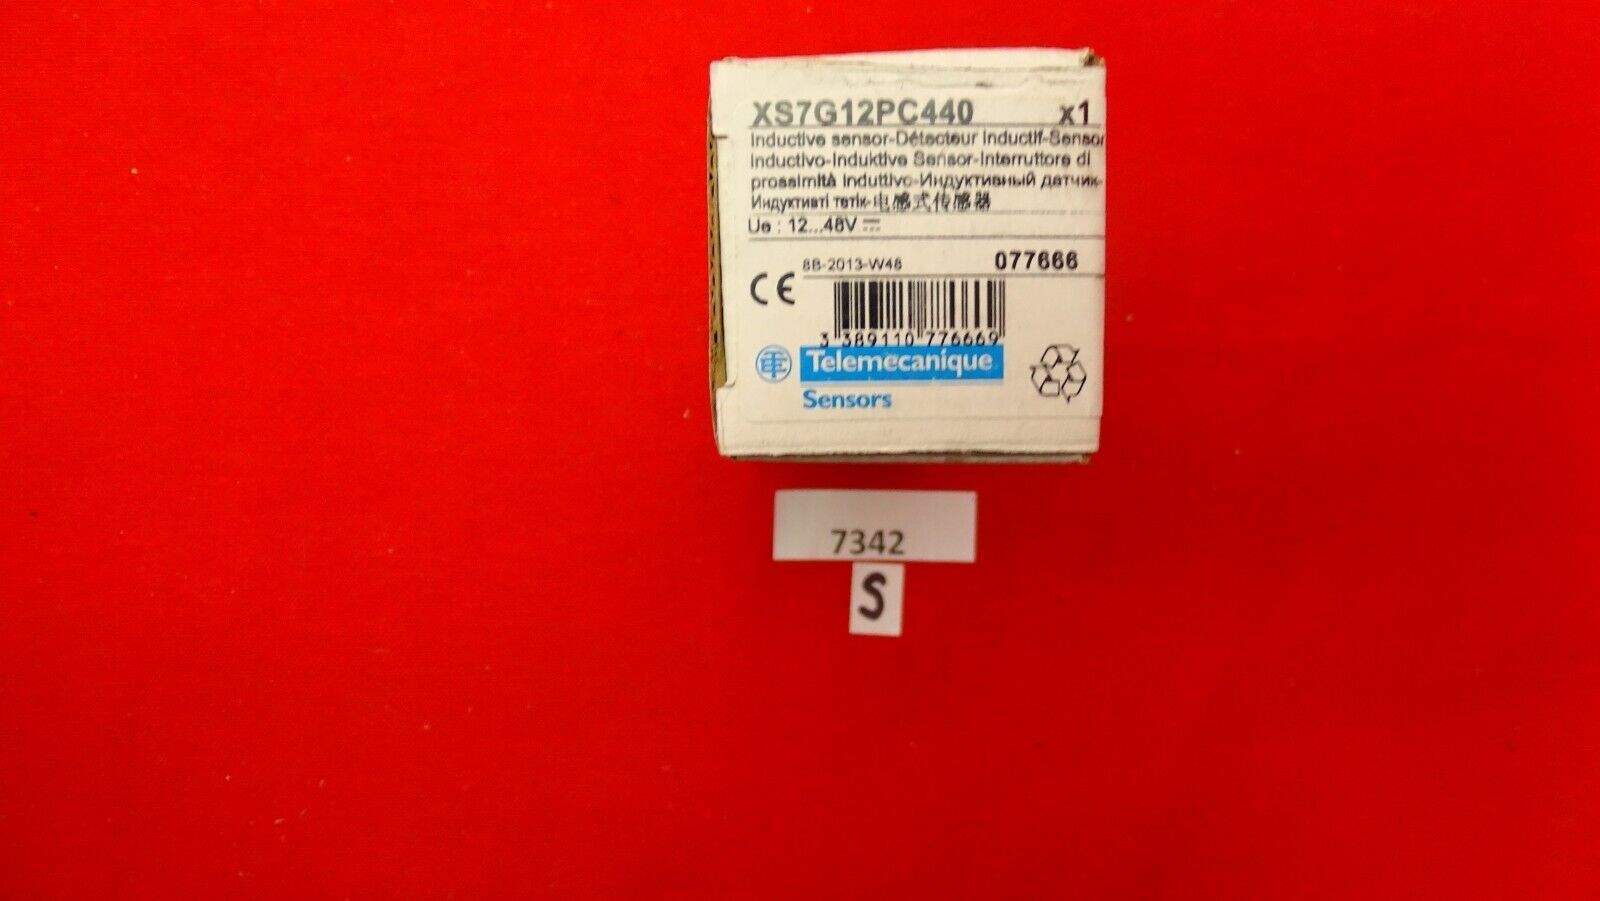 XS7G12PC440 x1
Inductive sensor-Détecteur inductif-Sensor
inductivo-Induktive Sensor-Interruttore di
prossimità induttivo-Индуктивный датчик-
Индуктивті тетік-电感式传感器
Ue : 12...48V
8B-2013-W48 077666
CE
3 389110 776669
Telemecanique
Sensors
7342
S